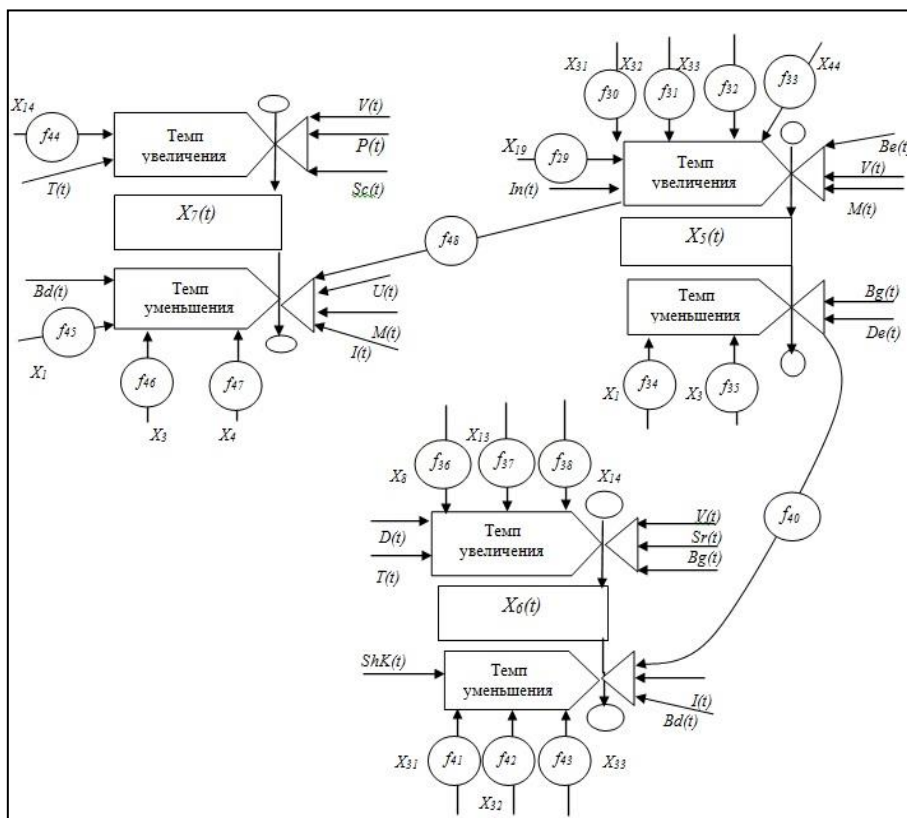 X14
f44
T(t)
Темп
увеличения
V(t)
P(t)
Sc(t)
X7(t)
Bd(t)
f45
X1
Темп
уменьшения
U(t)
M(t)
I(t)
f46
f47
X3
X4
f48
X31
X32
X33
X44
f30
f31
f32
f33
X19
f29
In(t)
Темп
увеличения
Be(t)
V(t)
M(t)
X5(t)
Темп
уменьшения
Bg(t)
De(t)
X1
f34
X3
f35
f40
X8
X13
X14
f36
f37
f38
D(t)
T(t)
Темп
увеличения
V(t)
Sr(t)
Bg(t)
X6(t)
ShK(t)
Темп
уменьшения
I(t)
Bd(t)
X31
f41
f42
f43
X33
X32